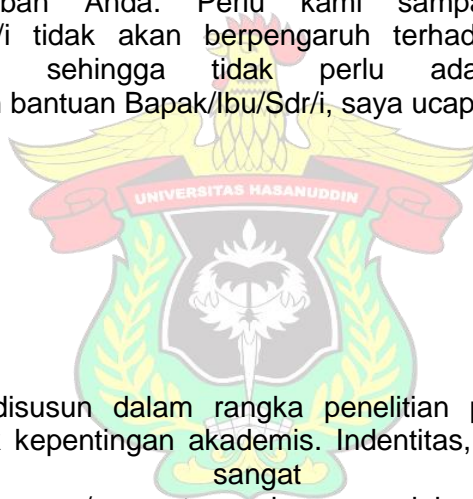 ban Anda. Perlu kami sampa
/i tidak akan berpengaruh terhad
sehingga tidak perlu ada
bantuan Bapak/Ibu/Sdr/i, saya ucap
UNIVERSITAS HASANUDDIN
disusun dalam rangka penelitian p
kepentingan akademis. Indentitas,
sangat